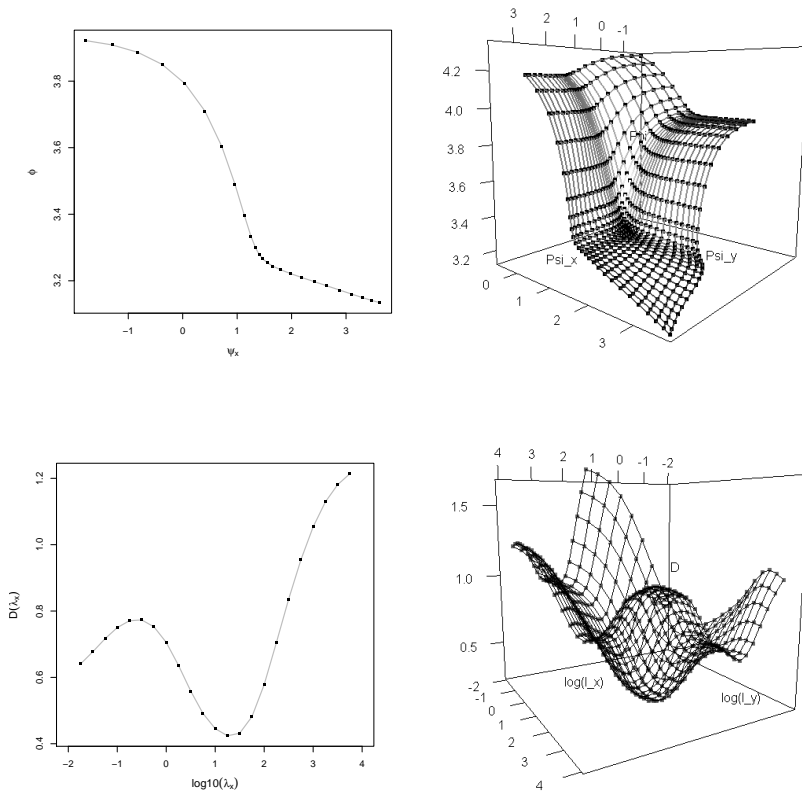 3.8
3.6
3.4
3.2
ϕ
−1 0 1 2 3
ψx
3 2 1 0 -1
4.2
4.0
3.8
3.6
3.4
3.2
Psi_x
Psi_y
0 1 2 3
1.2
1.0
0.8
0.6
0.4
D(λx)
−2 −1 0 1 2 3 4
log10(λx)
4 3 2 1 0 -1 -2
1.5
1.0
0.5
D
log(l_x)
log(l_y)
-2 -1 0 1 2 3 4